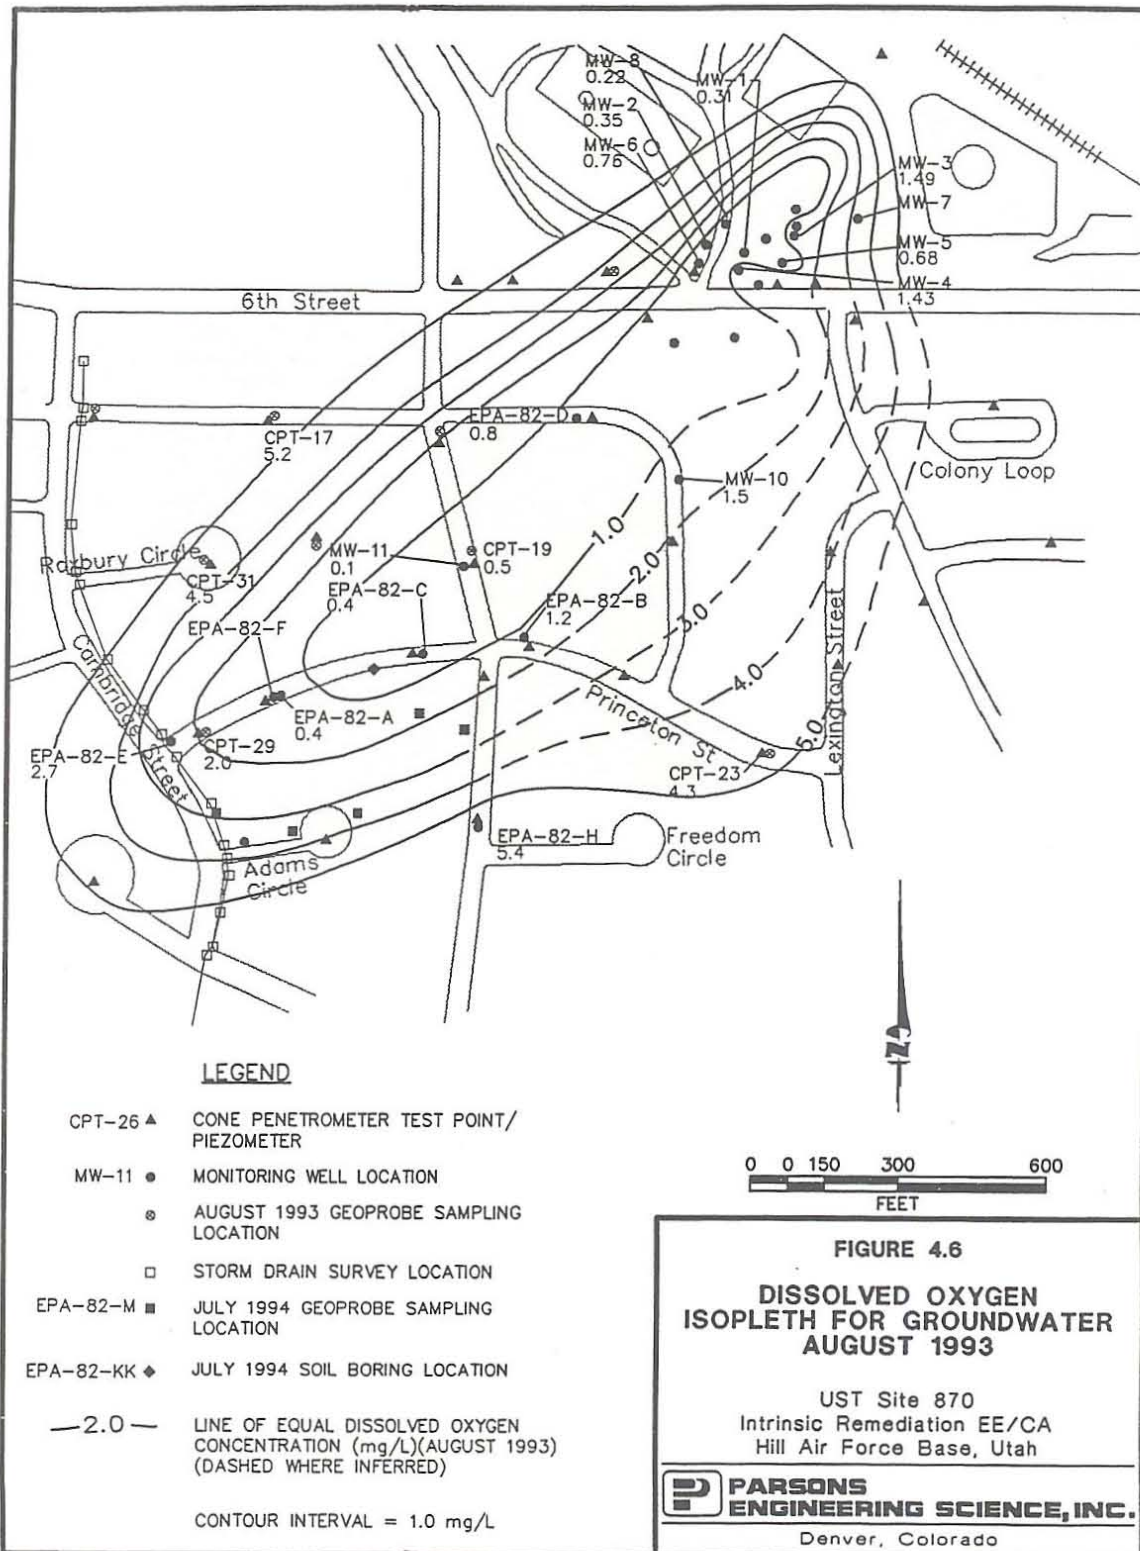 MW-8
0.22
MW-1
0.31
MW-2
0.35
MW-6
0.76
MW-3
1.49
MW-7
MW-5
0.68
MW-4
1.43
6th Street
EPA-82-D
0.8
CPT-17
5.2
Colony Loop
MW-10
1.5
1.0
2.0
3.0
4.0
5.0
Roxbury Circle
CPT-31
4.5
MW-11
0.1
CPT-19
0.5
EPA-82-C
0.4
EPA-82-B
1.2
EPA-82-F
Cambridge Street
EPA-82-A
0.4
CPT-29
2.0
EPA-82-E
2.7
Princeton St
Lexington Street
CPT-23
4.3
EPA-82-H
5.4
Freedom
Circle
Adams
Circle
N
LEGEND
CPT-26 CONE PENETROMETER TEST POINT/
PIEZOMETER
MW-11 MONITORING WELL LOCATION
AUGUST 1993 GEOPROBE SAMPLING
LOCATION
STORM DRAIN SURVEY LOCATION
EPA-82-M JULY 1994 GEOPROBE SAMPLING
LOCATION
EPA-82-KK JULY 1994 SOIL BORING LOCATION
2.0 LINE OF EQUAL DISSOLVED OXYGEN
CONCENTRATION (mg/L)(AUGUST 1993)
(DASHED WHERE INFERRED)
CONTOUR INTERVAL = 1.0 mg/L
0 0 150 300 600
FEET
FIGURE 4.6
DISSOLVED OXYGEN
ISOPLETH FOR GROUNDWATER
AUGUST 1993
UST Site 870
Intrinsic Remediation EE/CA
Hill Air Force Base, Utah
PARSONS
ENGINEERING SCIENCE, INC.
Denver, Colorado